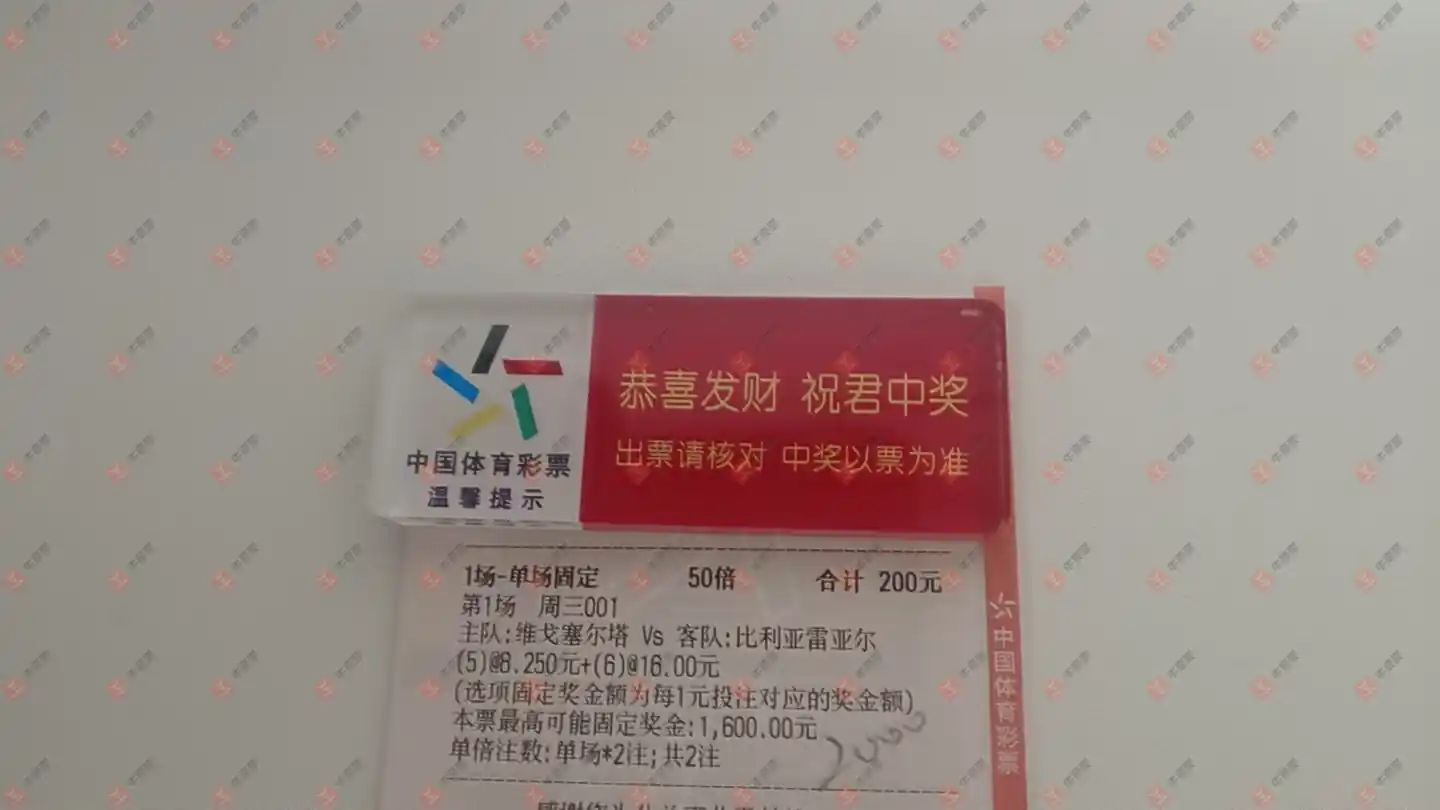 恭喜发财 祝君中奖
出票请核对 中奖以票为准
中国体育彩票
温馨提示
1场-单场固定 50倍 合计 200元
第1场 周三001
主队:维戈塞尔塔 Vs 客队:比利亚雷亚尔
(5)@8.250元+(6)@16.00元
(选项固定奖金额为每1元投注对应的奖金额)
本票最高可能固定奖金:1,600.00元
单倍注数:单场*2注;共2注
中国体育彩票